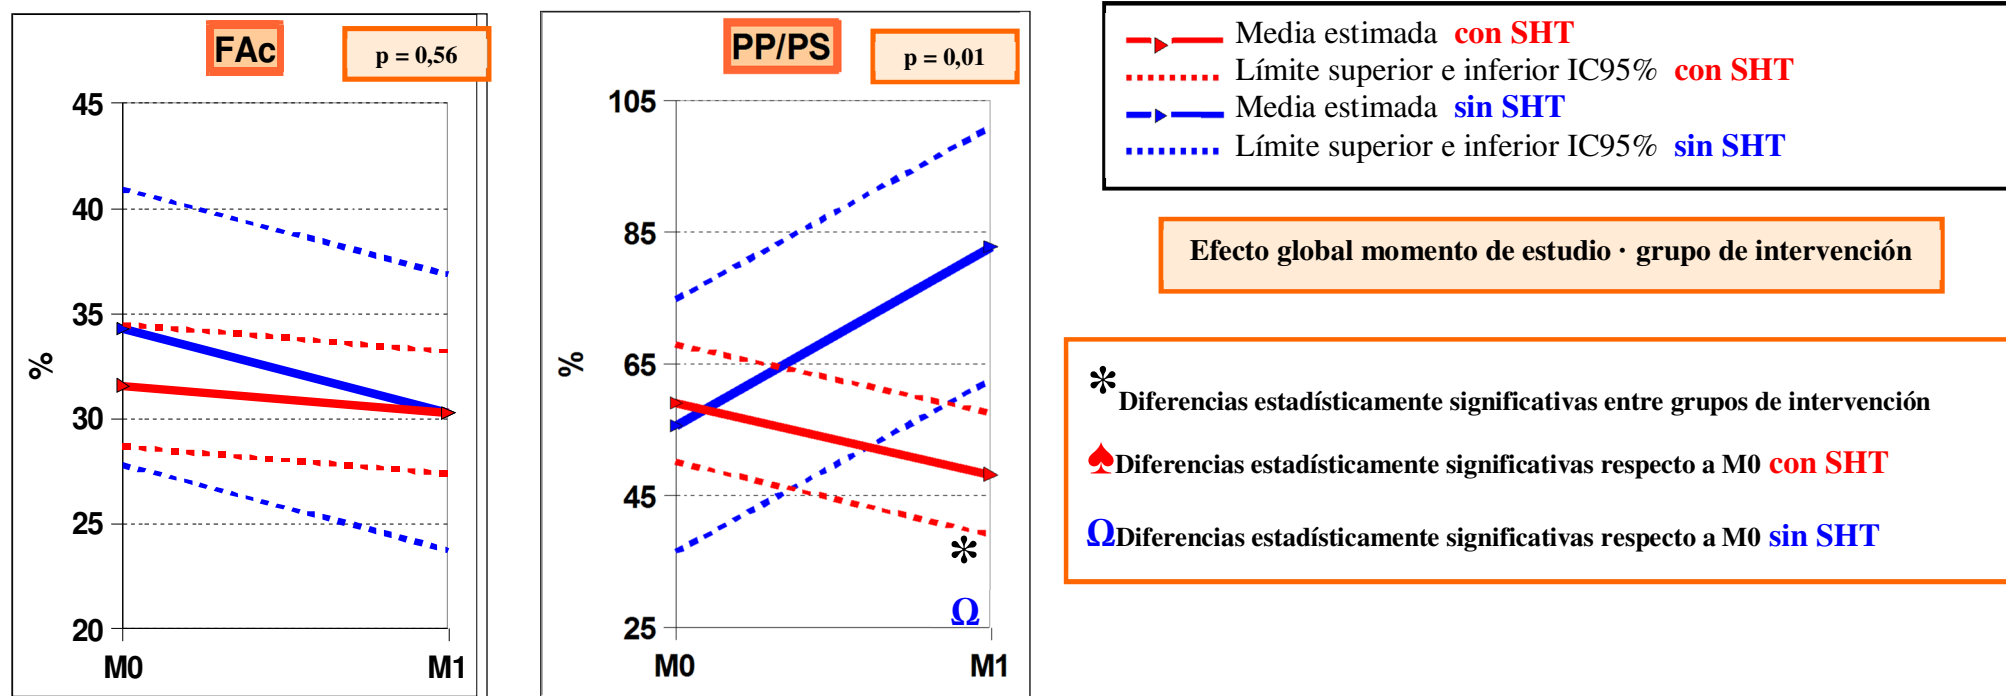 FAc
p = 0,56
45
40
35
30
25
20
%
M0 M1
PP/PS
p = 0,01
105
85
65
45
25
%
*
Ω
M0 M1
Media estimada con SHT
Límite superior e inferior IC95% con SHT
Media estimada sin SHT
Límite superior e inferior IC95% sin SHT
Efecto global momento de estudio · grupo de intervención
*Diferencias estadísticamente significativas entre grupos de intervención
♠Diferencias estadísticamente significativas respecto a M0 con SHT
ΩDiferencias estadísticamente significativas respecto a M0 sin SHT